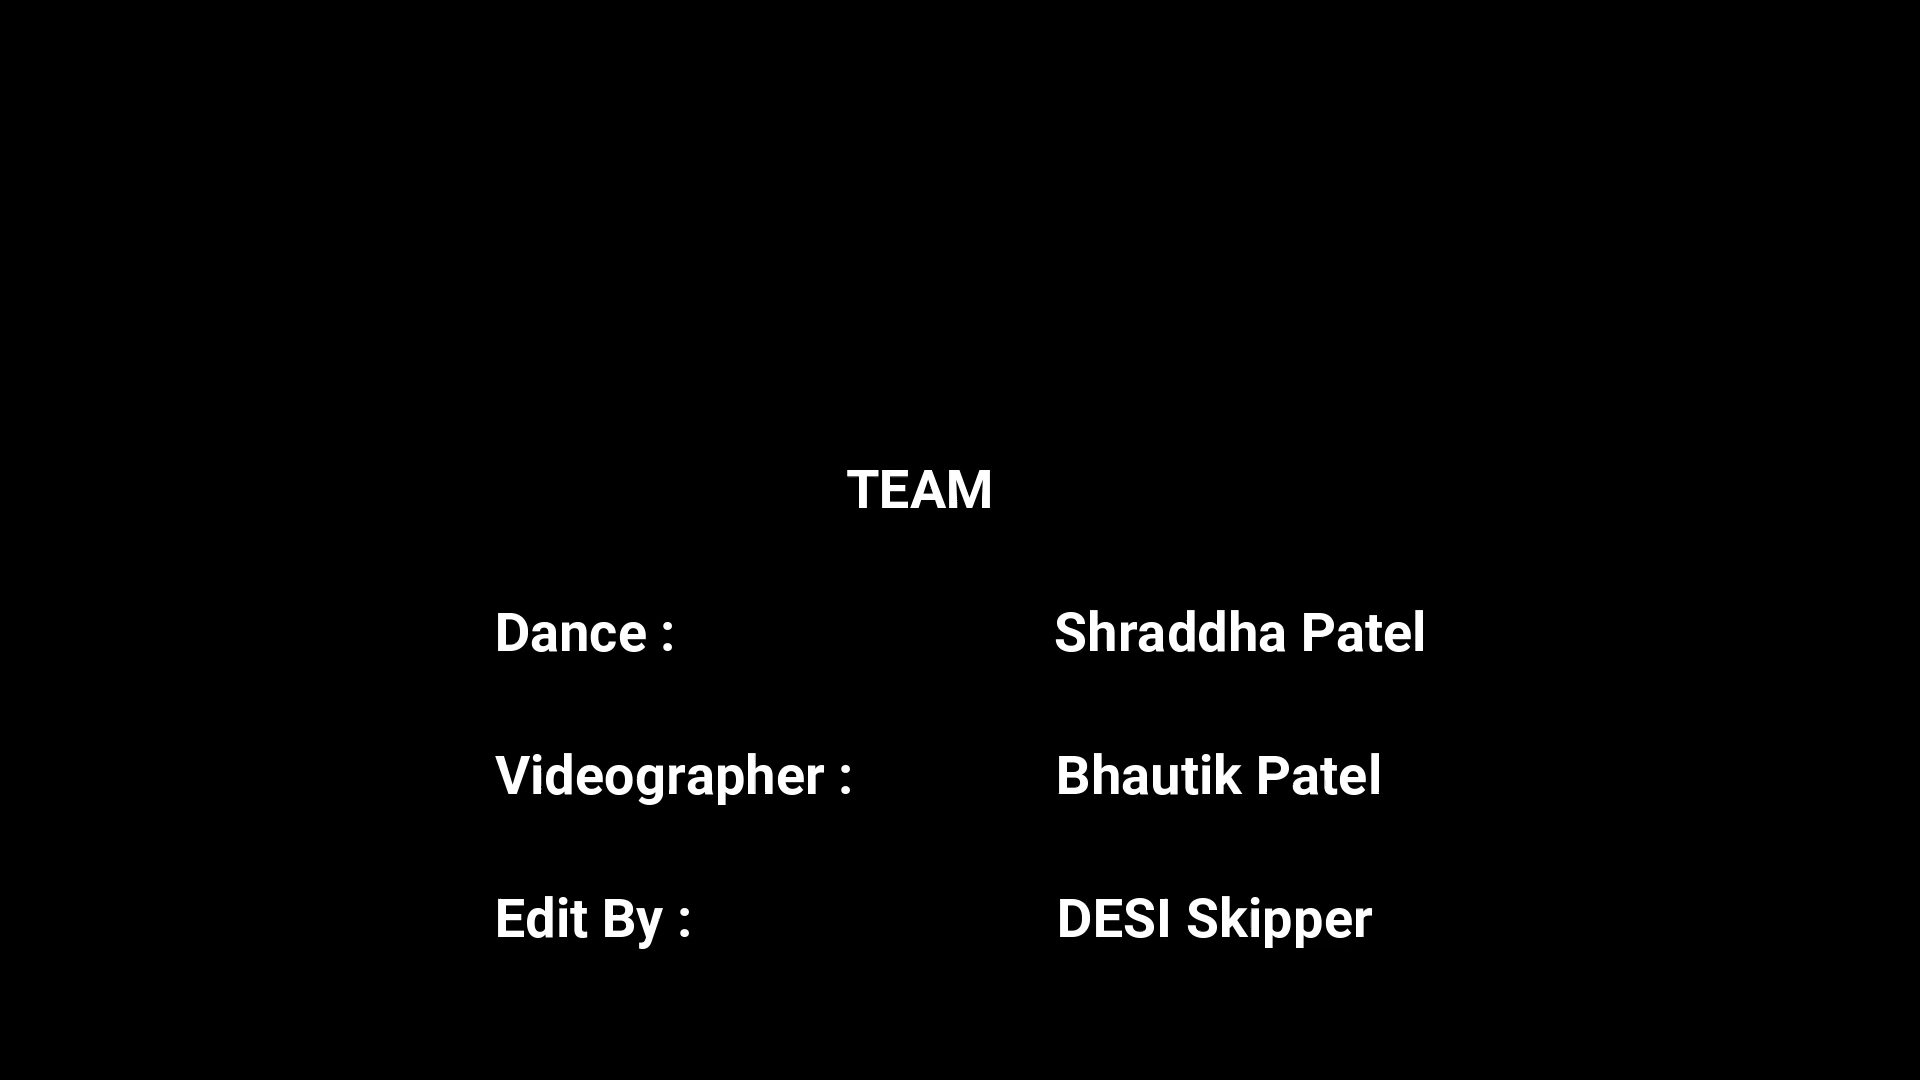 TEAM
Dance : Shraddha Patel
Videographer : Bhautik Patel
Edit By : DESI Skipper